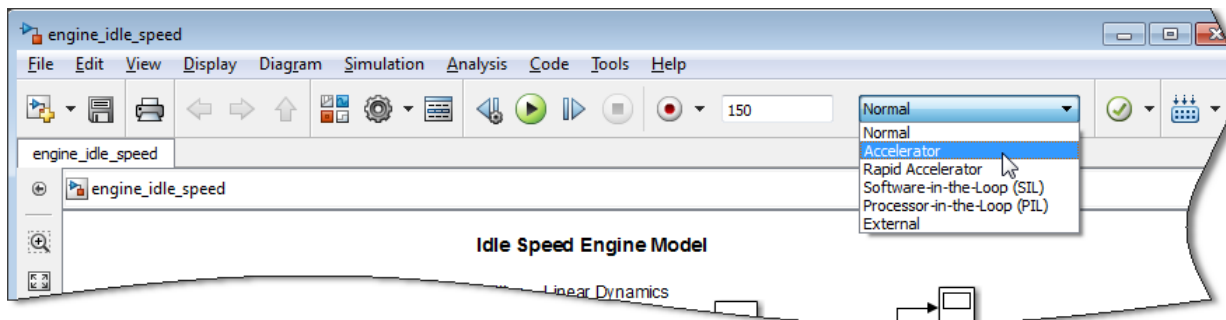 engine_idle_speed
File Edit View Display Diagram Simulation Analysis Code Tools Help
150 Normal
Normal
Accelerator
Rapid Accelerator
Software-in-the-Loop (SIL)
Processor-in-the-Loop (PIL)
External
engine_idle_speed
engine_idle_speed
Idle Speed Engine Model
Linear Dynamics